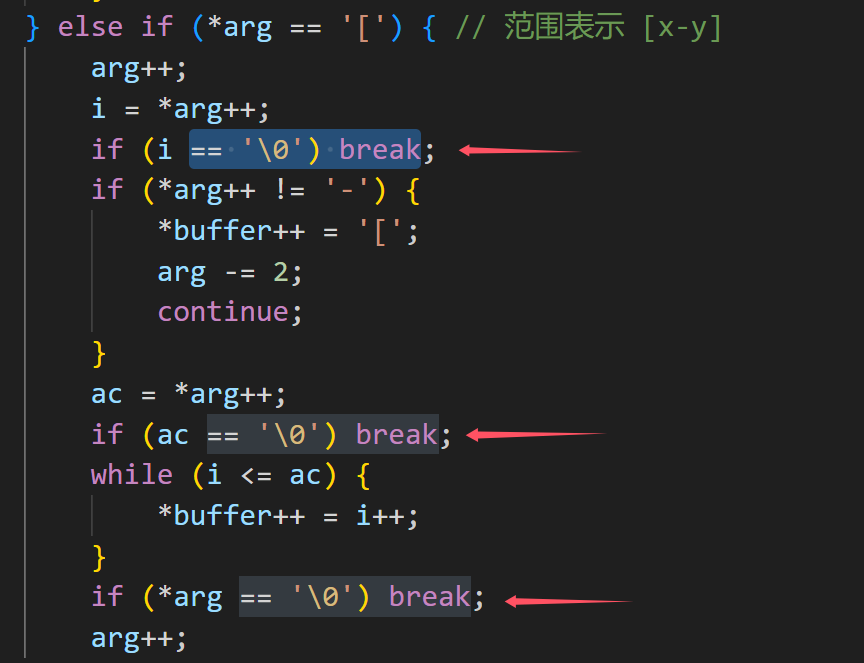 } else if (*arg == '[') { // 范围表示 [x-y]
arg++;
i = *arg++;
if (i == '\0') break;
if (*arg++ != '-') {
*buffer++ = '[';
arg -= 2;
continue;
}
ac = *arg++;
if (ac == '\0') break;
while (i <= ac) {
*buffer++ = i++;
}
if (*arg == '\0') break;
arg++;